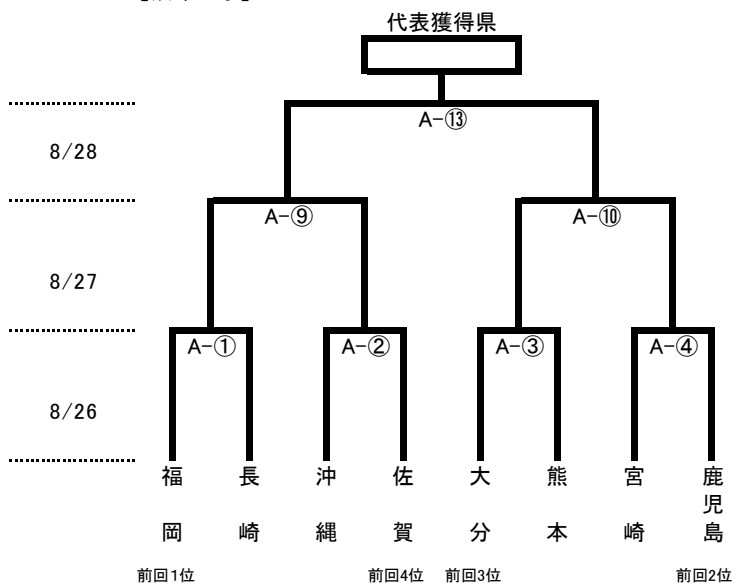 代表獲得県
A-⑬
8/28
A-⑨ A-⑩
8/27
A-① A-② A-③ A-④
8/26
福岡 長崎 沖縄 佐賀 大分 熊本 宮崎 鹿児島
前回1位 前回4位 前回3位 前回2位